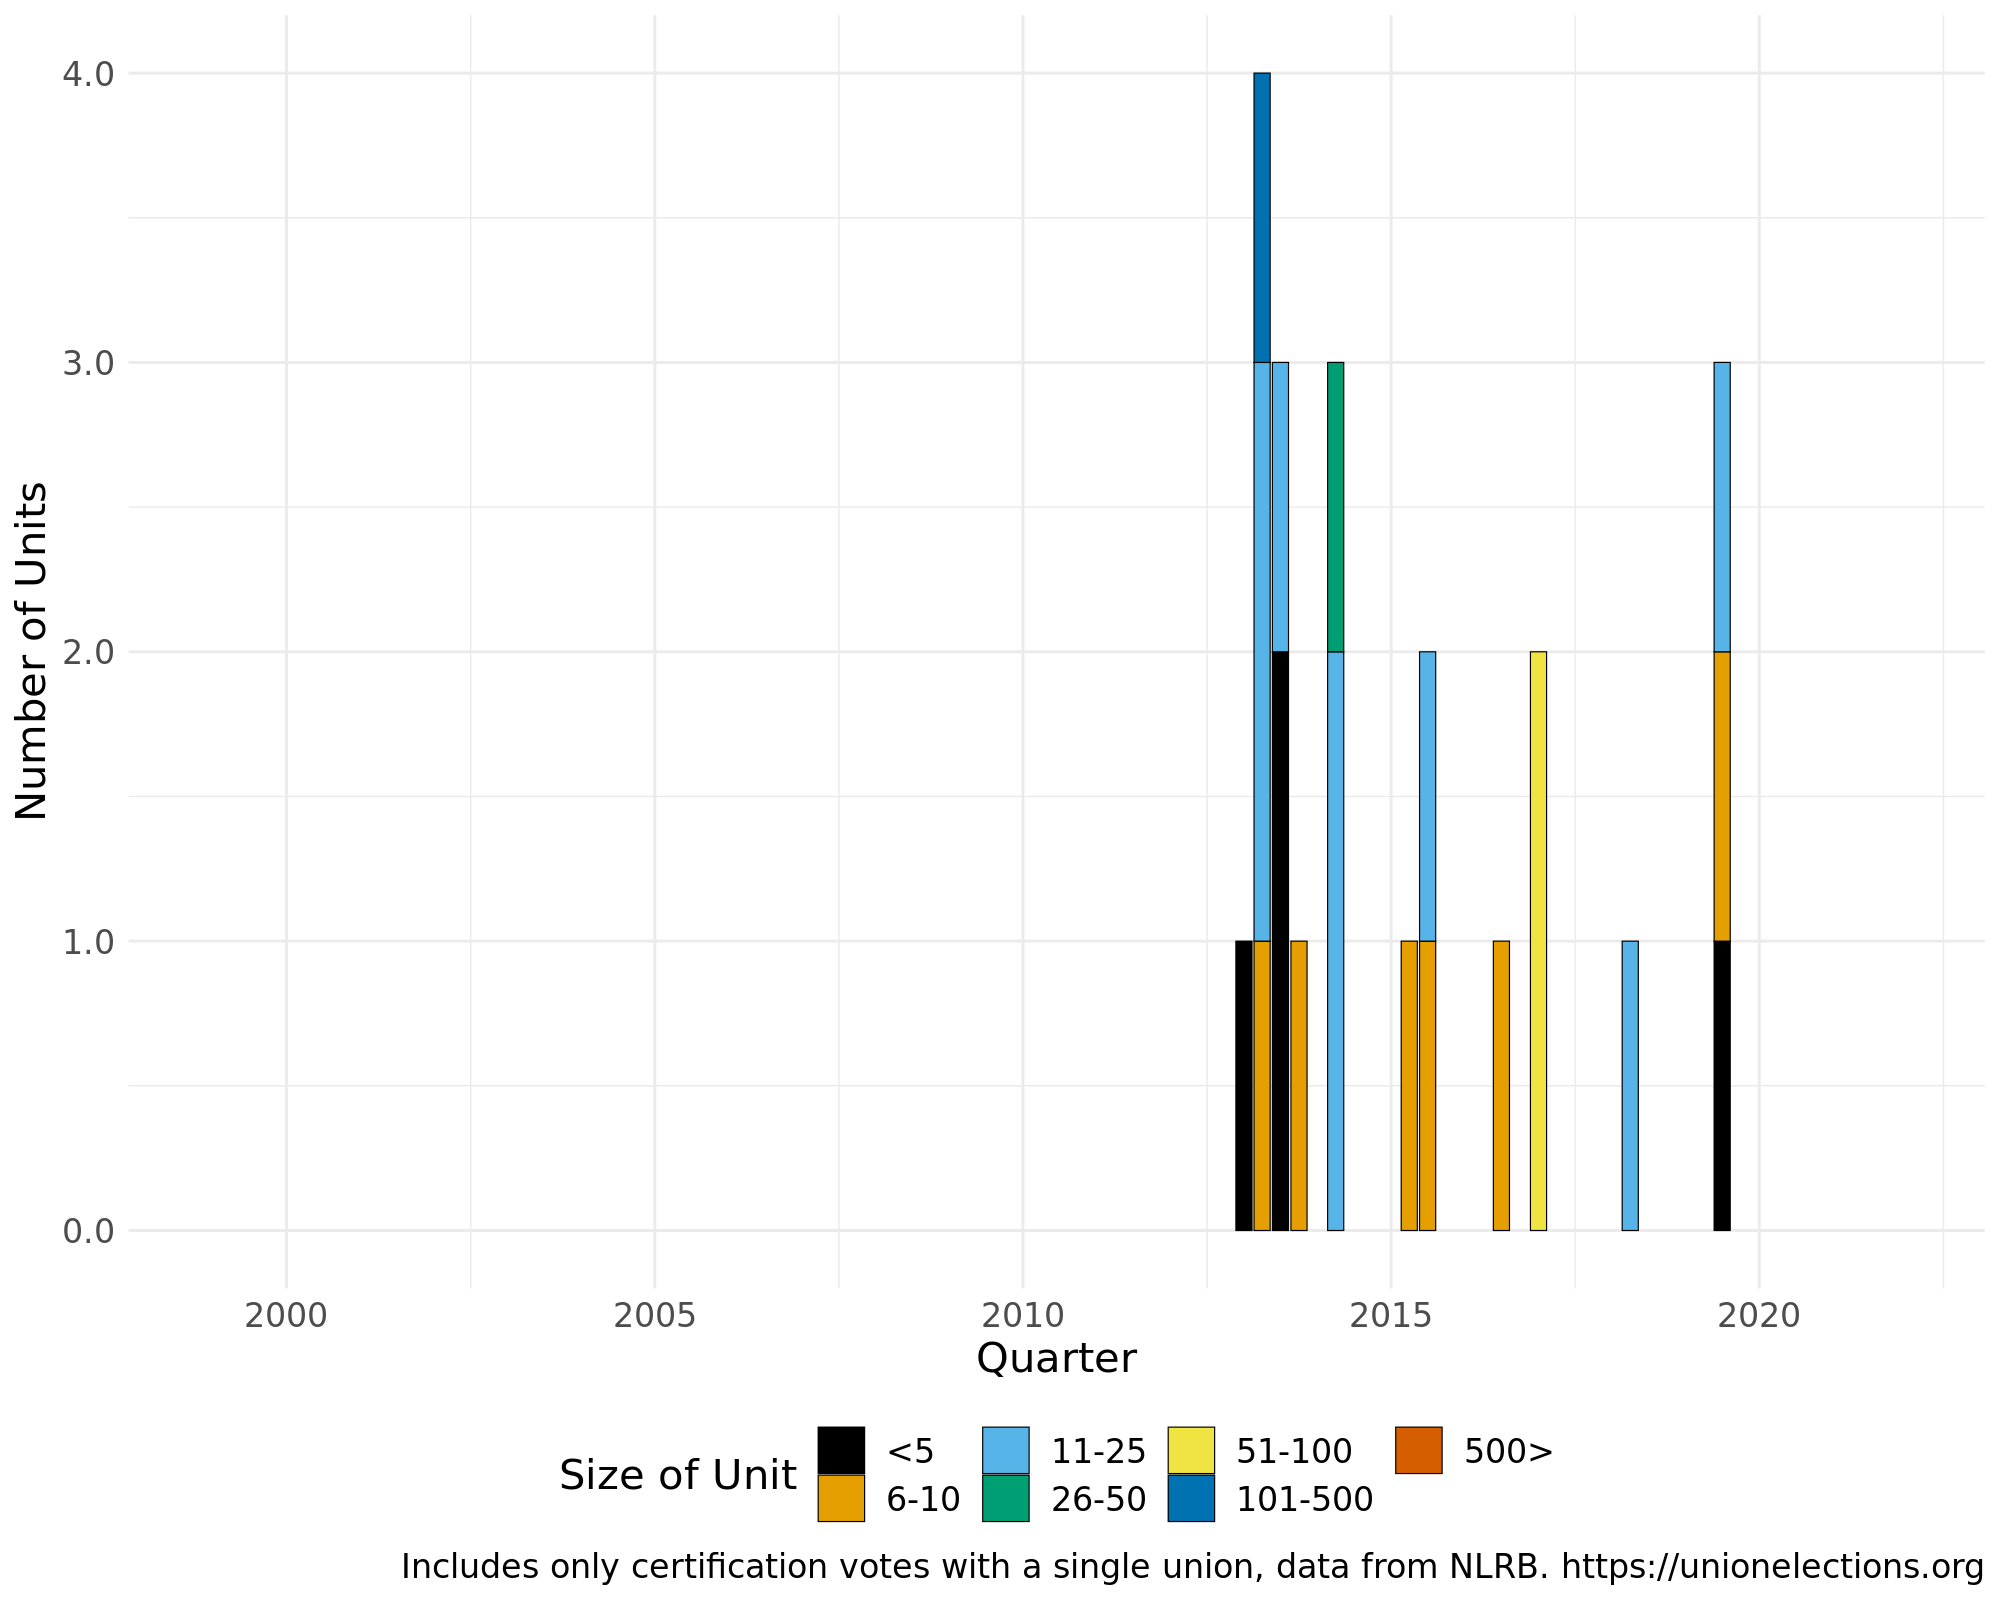 4.0
3.0
2.0
1.0
0.0
Number of Units
2000 2005 2010 2015 2020
Quarter
Size of Unit
<5 11-25 51-100 500>
6-10 26-50 101-500
Includes only certification votes with a single union, data from NLRB. https://unionelections.org